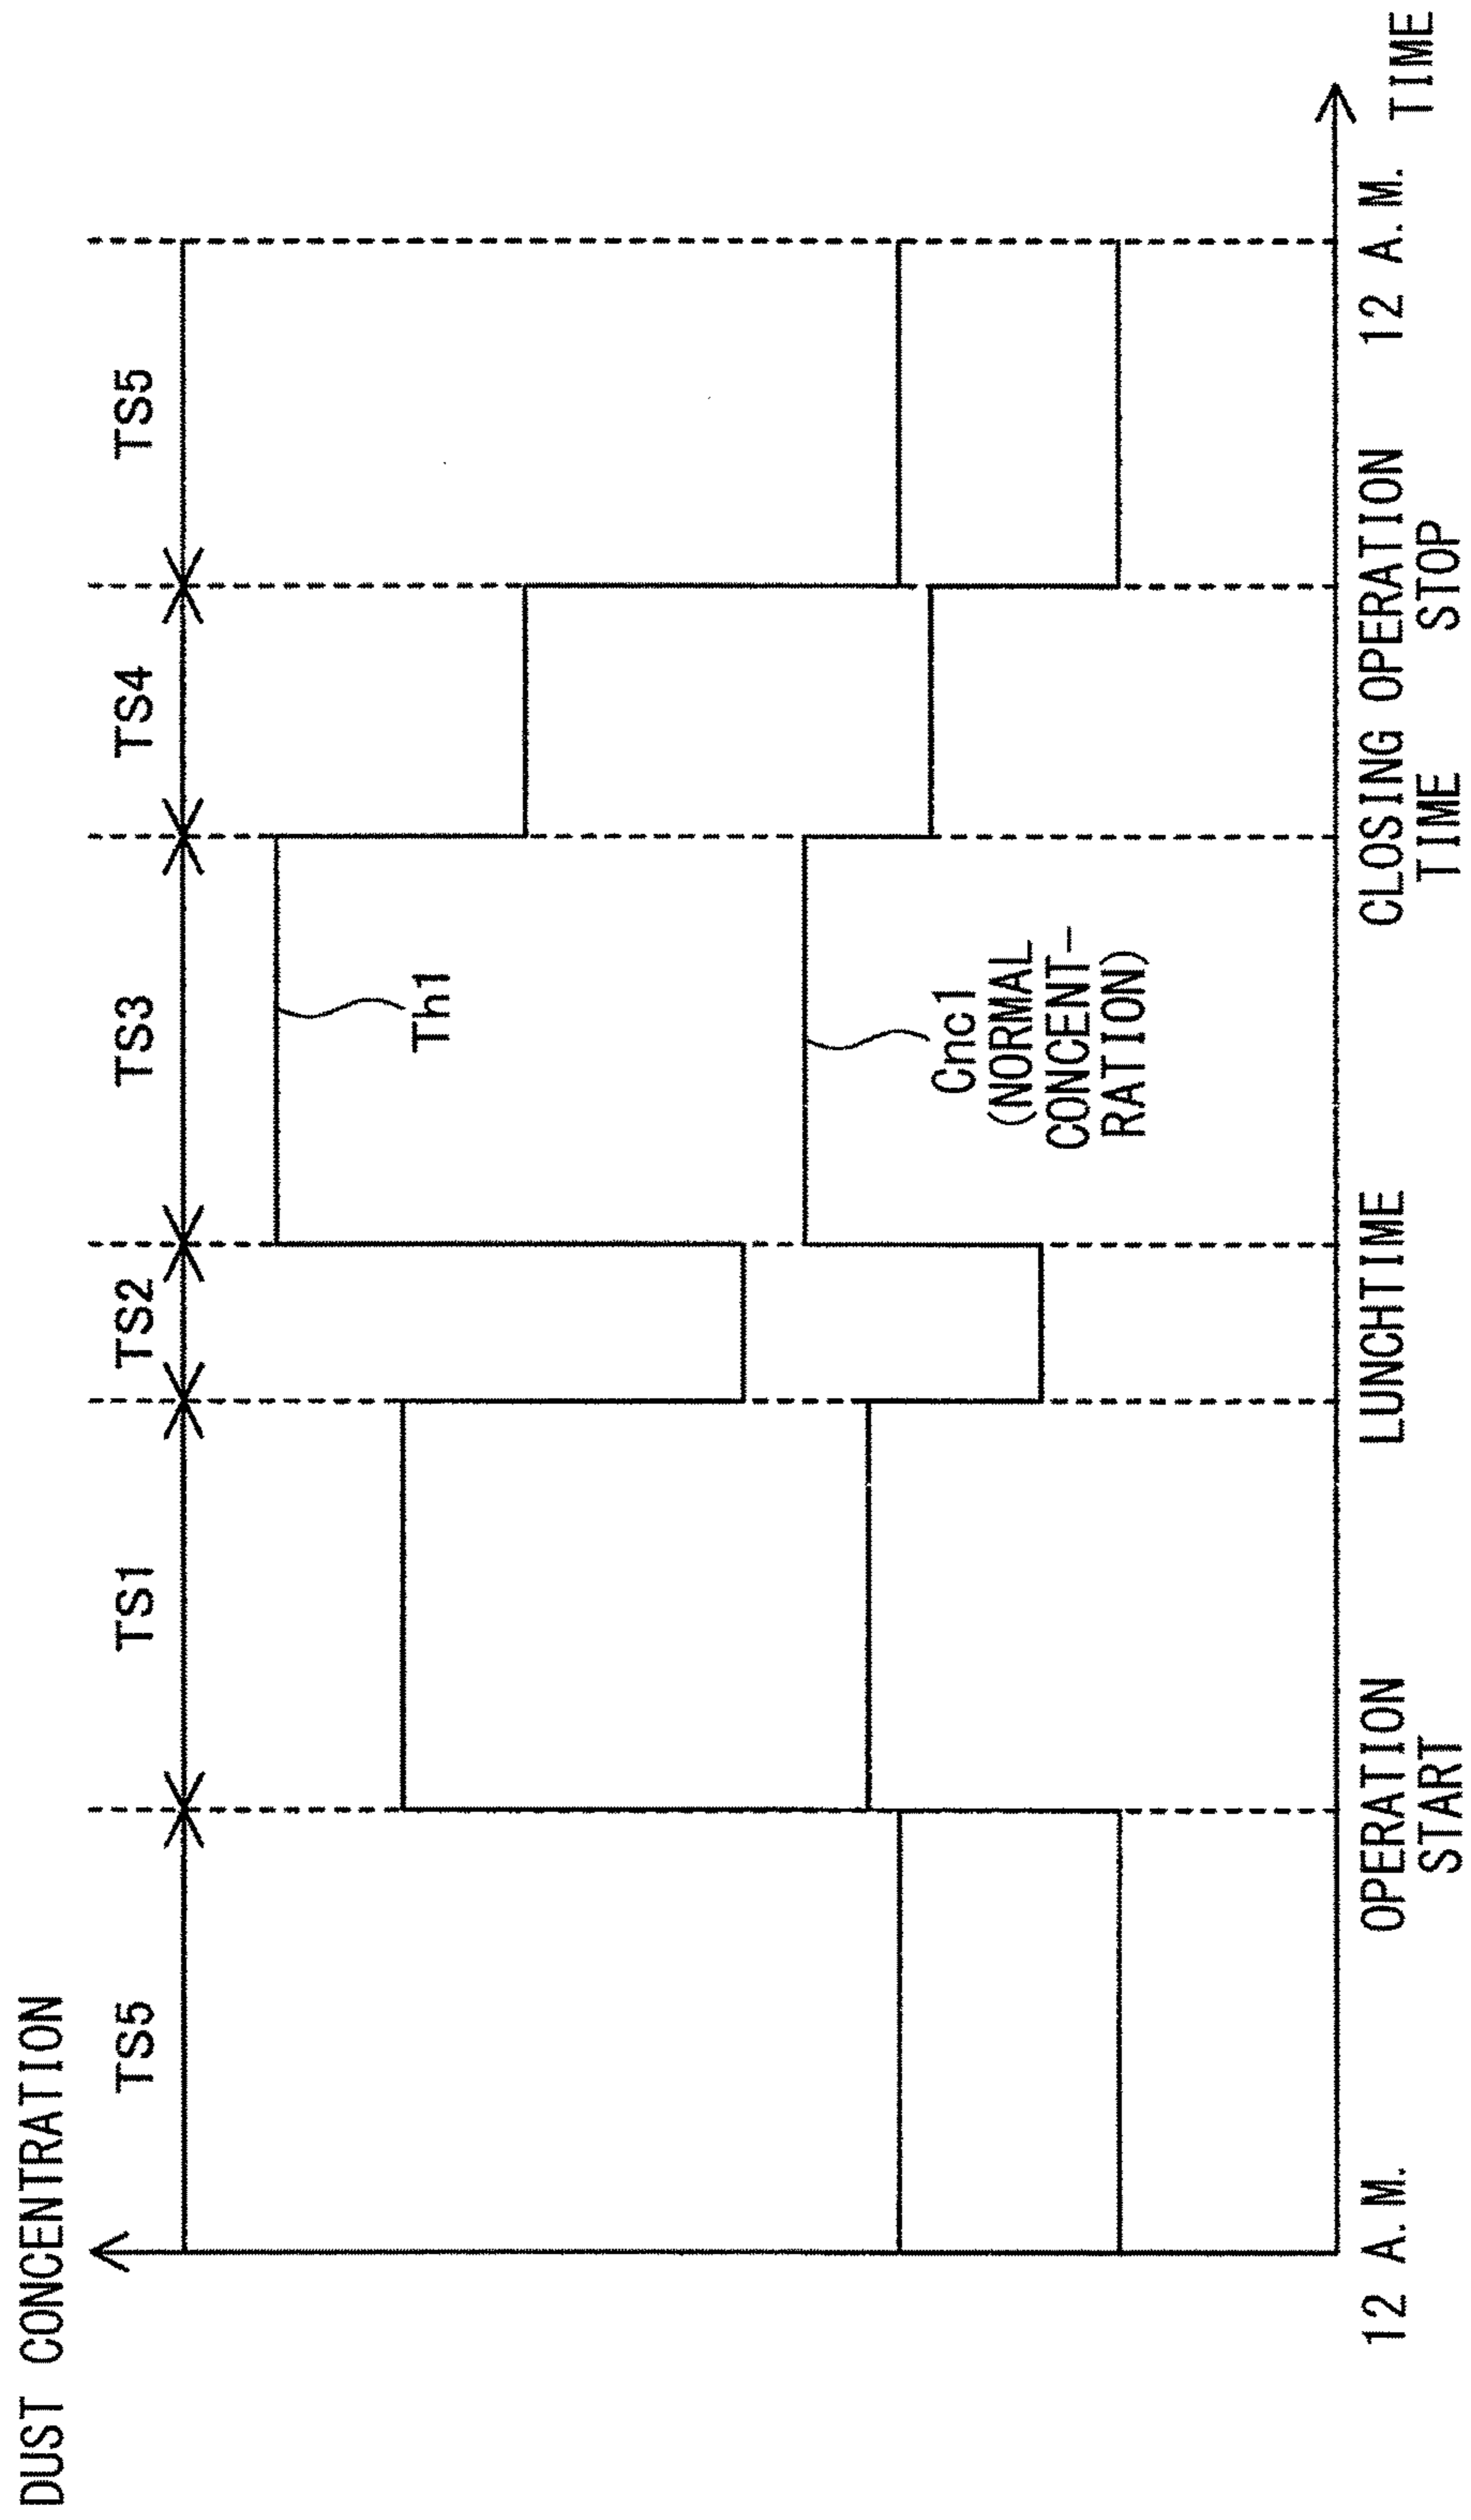 DUST CONCENTRATION
TS5
TS1
TS2
TS3
TS4
TS5
Th1
Cnc1
(NORMAL
CONCENT-
RATION)
12 A.M.
OPERATION
START
LUNCHTIME
CLOSING
TIME
OPERATION
STOP
12 A.M.
TIME